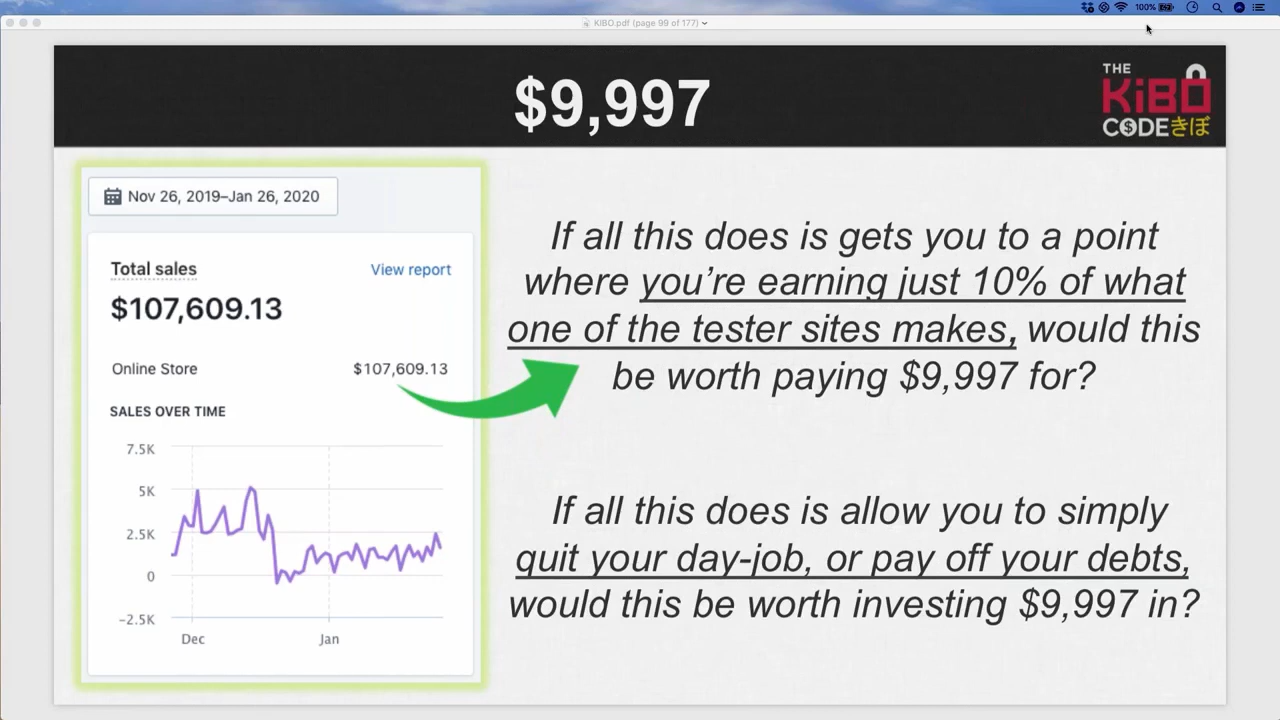 100%
KIBO.pdf (page 99 of 177)
$9,997
THE
KiBO
CODEきぼ
Nov 26, 2019–Jan 26, 2020
Total sales
View report
$107,609.13
Online Store
$107,609.13
SALES OVER TIME
7.5K
5K
2.5K
0
−2.5K
Dec
Jan
If all this does is gets you to a point
where you're earning just 10% of what
one of the tester sites makes, would this
be worth paying $9,997 for?
If all this does is allow you to simply
quit your day-job, or pay off your debts,
would this be worth investing $9,997 in?